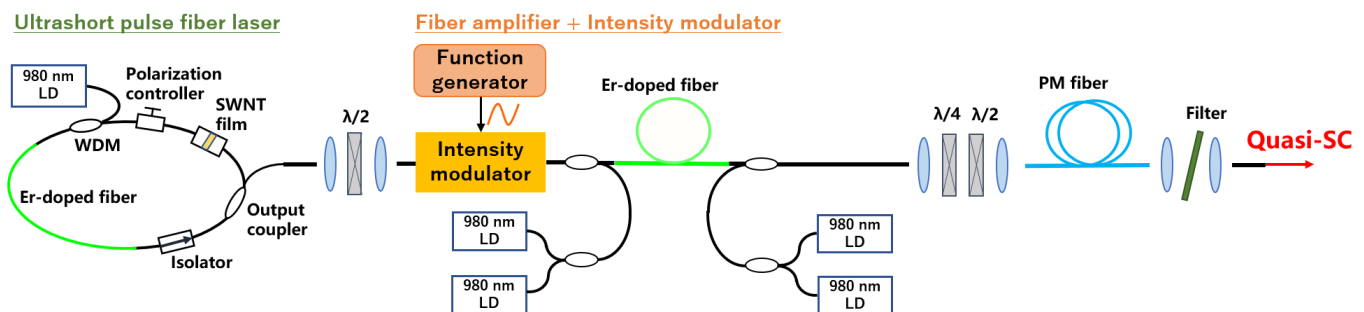 Ultrashort pulse fiber laser
Fiber amplifier + Intensity modulator
980 nm
LD
Polarization
controller
SWNT
film
WDM
Er-doped fiber
Isolator
Output
coupler
λ/2
Function
generator
Intensity
modulator
Er-doped fiber
980 nm
LD
980 nm
LD
980 nm
LD
980 nm
LD
λ/4 λ/2
PM fiber
Filter
Quasi-SC